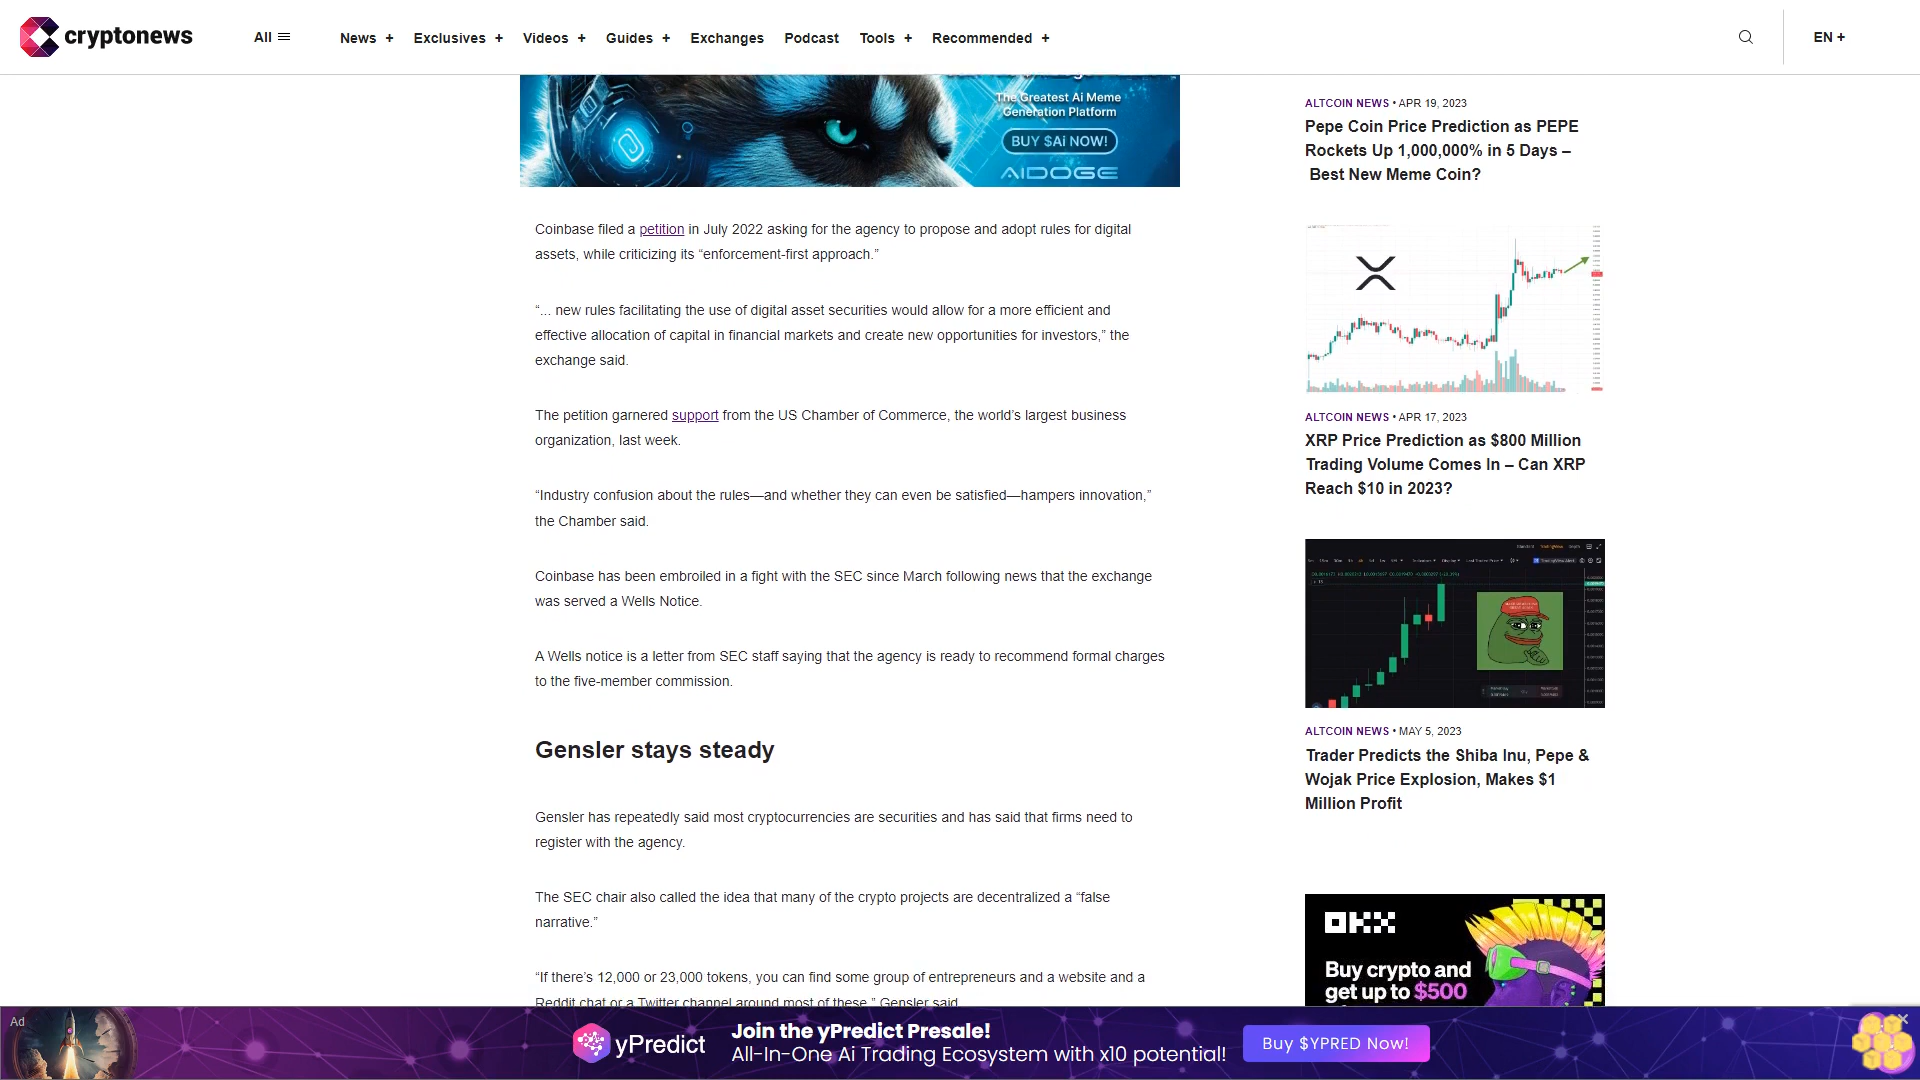 cryptonews
All
News +
Exclusives +
Videos +
Guides +
Exchanges
Podcast
Tools +
Recommended +
EN +
The Greatest Ai Meme
Generation Platform
BUY $Ai NOW!
AIDOGE
Coinbase filed a petition in July 2022 asking for the agency to propose and adopt rules for digital
assets, while criticizing its “enforcement-first approach.”
“... new rules facilitating the use of digital asset securities would allow for a more efficient and
effective allocation of capital in financial markets and create new opportunities for investors,” the
exchange said.
The petition garnered support from the US Chamber of Commerce, the world’s largest business
organization, last week.
“Industry confusion about the rules—and whether they can even be satisfied—hampers innovation,”
the Chamber said.
Coinbase has been embroiled in a fight with the SEC since March following news that the exchange
was served a Wells Notice.
A Wells notice is a letter from SEC staff saying that the agency is ready to recommend formal charges
to the five-member commission.
Gensler stays steady
Gensler has repeatedly said most cryptocurrencies are securities and has said that firms need to
register with the agency.
The SEC chair also called the idea that many of the crypto projects are decentralized a “false
narrative.”
“If there’s 12,000 or 23,000 tokens, you can find some group of entrepreneurs and a website and a
Reddit chat or a Twitter channel around most of these,” Gensler said.
ALTCOIN NEWS • APR 19, 2023
Pepe Coin Price Prediction as PEPE
Rockets Up 1,000,000% in 5 Days –
Best New Meme Coin?
ALTCOIN NEWS • APR 17, 2023
XRP Price Prediction as $800 Million
Trading Volume Comes In – Can XRP
Reach $10 in 2023?
ALTCOIN NEWS • MAY 5, 2023
Trader Predicts the Shiba Inu, Pepe &
Wojak Price Explosion, Makes $1
Million Profit
OKX
Buy crypto and
get up to $500
Ad
yPredict
Join the yPredict Presale!
All-In-One Ai Trading Ecosystem with x10 potential!
Buy $YPRED Now!